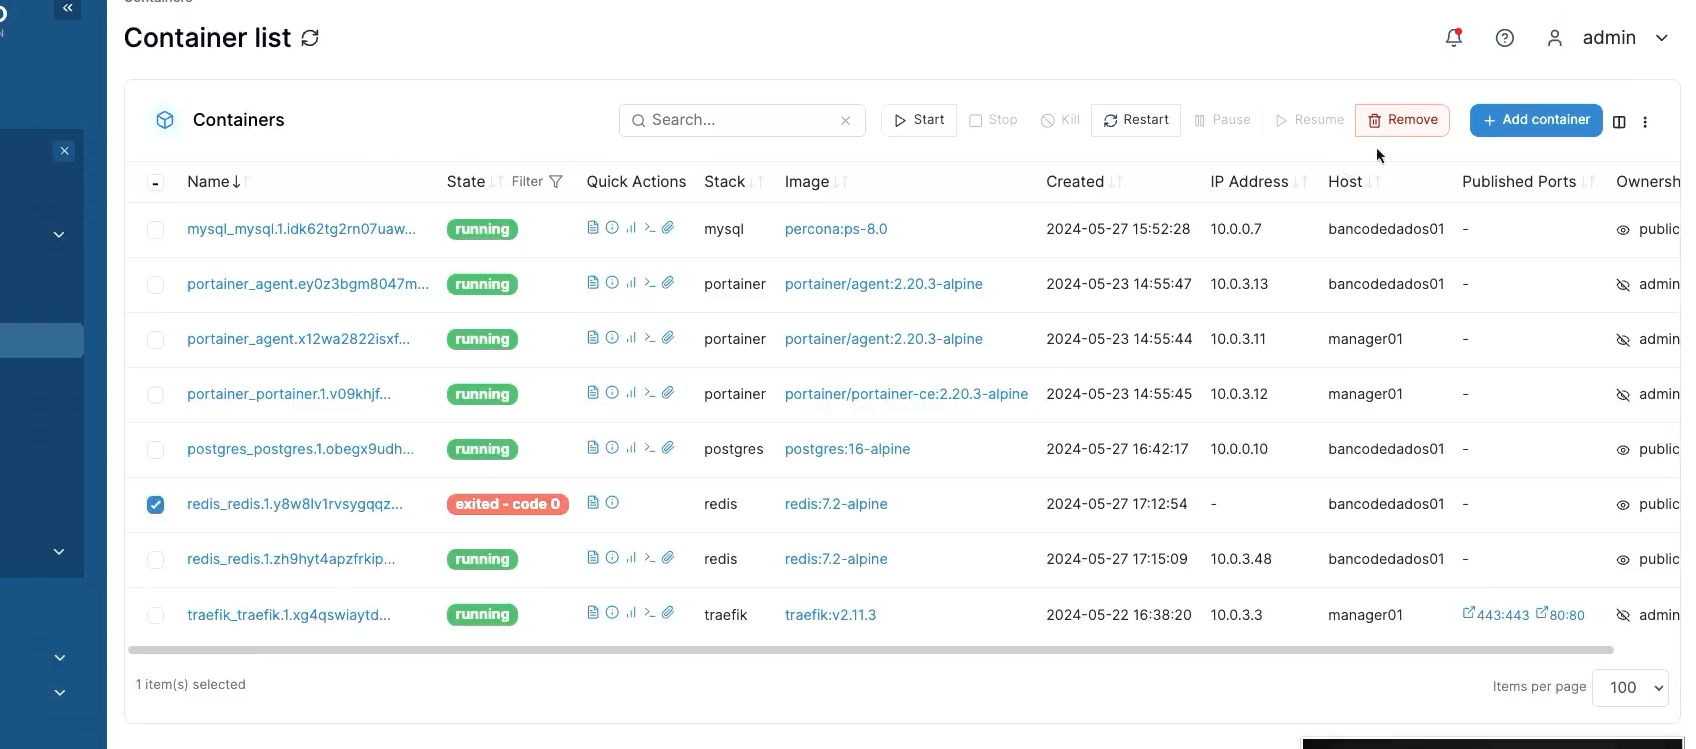 Container list
admin
Containers
Search...
Start Stop Kill Restart Pause Resume Remove
+ Add container
Name State Filter Quick Actions Stack Image Created IP Address Host Published Ports Ownersh
mysql_mysql.1.idk62tg2rn07uaw... running mysql percona:ps-8.0 2024-05-27 15:52:28 10.0.0.7 bancodedados01 - public
portainer_agent.ey0z3bgm8047m... running portainer portainer/agent:2.20.3-alpine 2024-05-23 14:55:47 10.0.3.13 bancodedados01 - admin
portainer_agent.x12wa2822isxf... running portainer portainer/agent:2.20.3-alpine 2024-05-23 14:55:44 10.0.3.11 manager01 - admin
portainer_portainer.1.v09khjf... running portainer portainer/portainer-ce:2.20.3-alpine 2024-05-23 14:55:45 10.0.3.12 manager01 - admin
postgres_postgres.1.obegx9udh... running postgres postgres:16-alpine 2024-05-27 16:42:17 10.0.0.10 bancodedados01 - public
redis_redis.1.y8w8lv1rvsygqqz... exited - code 0 redis redis:7.2-alpine 2024-05-27 17:12:54 - bancodedados01 - public
redis_redis.1.zh9hyt4apzfrkip... running redis redis:7.2-alpine 2024-05-27 17:15:09 10.0.3.48 bancodedados01 - public
traefik_traefik.1.xg4qswiaytd... running traefik traefik:v2.11.3 2024-05-22 16:38:20 10.0.3.3 manager01 443:443 80:80 admin
1 item(s) selected
Items per page 100